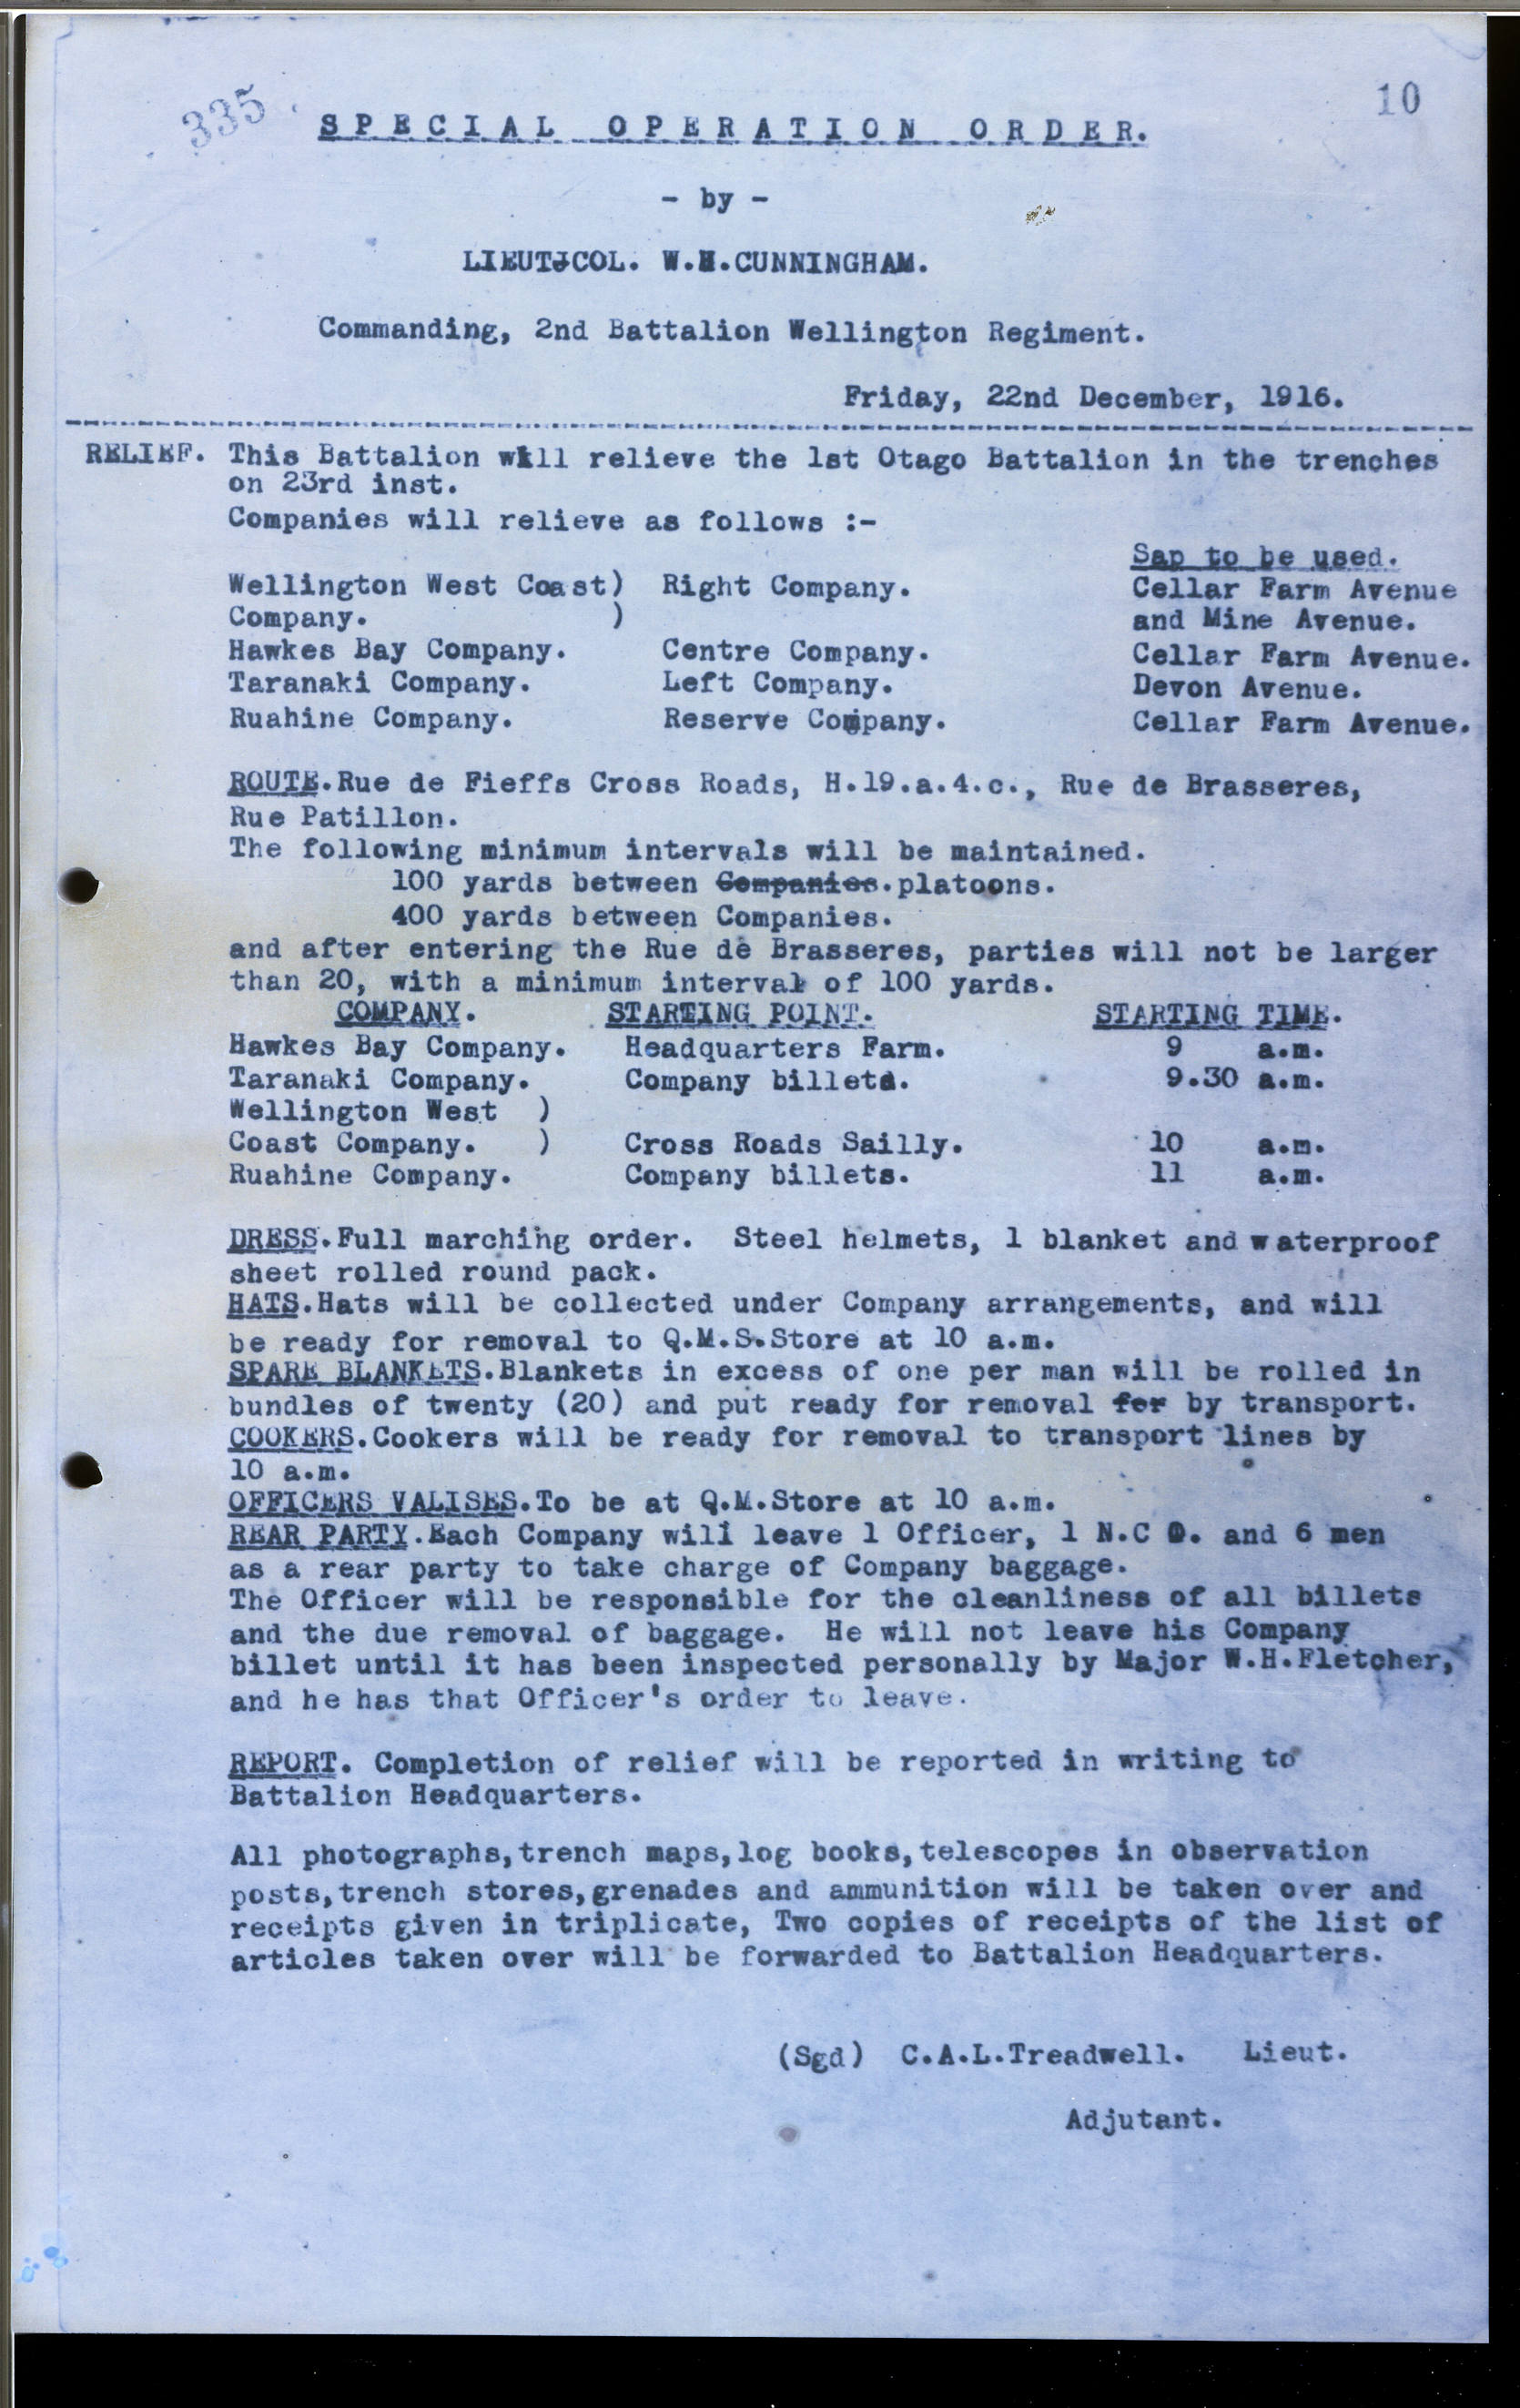 335
10
SPECIAL OPERATION ORDER.
- by -
LIEUT-COL. W.H.CUNNINGHAM.
Commanding, 2nd Battalion Wellington Regiment.
Friday, 22nd December, 1916.
RELIEF. This Battalion will relieve the 1st Otago Battalion in the trenches
on 23rd inst.
Companies will relieve as follows :-
Sap to be used.
Wellington West Coast) Right Company. Cellar Farm Avenue
Company. ) and Mine Avenue.
Hawkes Bay Company. Centre Company. Cellar Farm Avenue.
Taranaki Company. Left Company. Devon Avenue.
Ruahine Company. Reserve Company. Cellar Farm Avenue.
ROUTE.Rue de Fieffs Cross Roads, H.19.a.4.c., Rue de Brasseres,
Rue Patillon.
The following minimum intervals will be maintained.
100 yards between Companies.platoons.
400 yards between Companies.
and after entering the Rue de Brasseres, parties will not be larger
than 20, with a minimum interval of 100 yards.
COMPANY. STARTING POINT. STARTING TIME.
Hawkes Bay Company. Headquarters Farm. 9 a.m.
Taranaki Company. Company billets. 9.30 a.m.
Wellington West )
Coast Company. ) Cross Roads Sailly. 10 a.m.
Ruahine Company. Company billets. 11 a.m.
DRESS.Full marching order. Steel helmets, 1 blanket and waterproof
sheet rolled round pack.
HATS.Hats will be collected under Company arrangements, and will
be ready for removal to Q.M.S.Store at 10 a.m.
SPARE BLANKETS.Blankets in excess of one per man will be rolled in
bundles of twenty (20) and put ready for removal for by transport.
COOKERS.Cookers will be ready for removal to transport lines by
10 a.m.
OFFICERS VALISES.To be at Q.M.Store at 10 a.m.
REAR PARTY.Each Company will leave 1 Officer, 1 N.C O. and 6 men
as a rear party to take charge of Company baggage.
The Officer will be responsible for the cleanliness of all billets
and the due removal of baggage. He will not leave his Company
billet until it has been inspected personally by Major W.H.Fletcher,
and he has that Officer's order to leave.
REPORT. Completion of relief will be reported in writing to
Battalion Headquarters.
All photographs,trench maps,log books,telescopes in observation
posts,trench stores,grenades and ammunition will be taken over and
receipts given in triplicate, Two copies of receipts of the list of
articles taken over will be forwarded to Battalion Headquarters.
(Sgd) C.A.L.Treadwell. Lieut.
Adjutant.